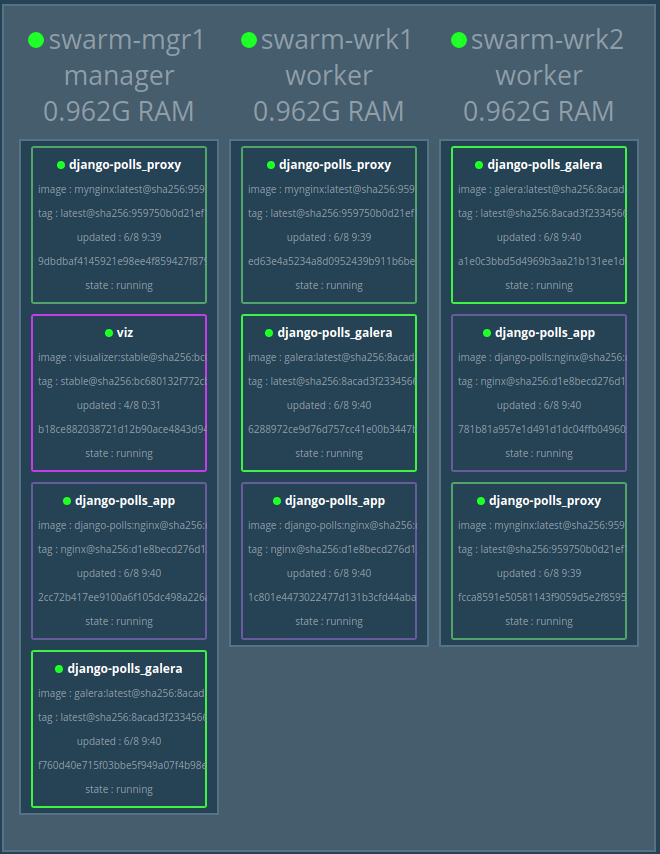 swarm-mgr1
manager
0.962G RAM
django-polls_proxy
image : mynginx:latest@sha256:959
tag : latest@sha256:959750b0d21ef
updated : 6/8 9:39
9dbdbaf4145921e98ee4f859427f879
state : running
viz
image : visualizer:stable@sha256:bc
tag : stable@sha256:bc680132f772c
updated : 4/8 0:31
b18ce882038721d12b90ace4843d94
state : running
django-polls_app
image : django-polls:nginx@sha256:
tag : nginx@sha256:d1e8becd276d1
updated : 6/8 9:40
2cc72b417ee9100a6f105dc498a226
state : running
django-polls_galera
image : galera:latest@sha256:8acad
tag : latest@sha256:8acad3f2334566
updated : 6/8 9:40
f760d40e715f03bbe5f949a07f4b98e
state : running
swarm-wrk1
worker
0.962G RAM
django-polls_proxy
image : mynginx:latest@sha256:959
tag : latest@sha256:959750b0d21ef
updated : 6/8 9:39
ed63e4a5234a8d0952439b911b6be
state : running
django-polls_galera
image : galera:latest@sha256:8acad
tag : latest@sha256:8acad3f2334566
updated : 6/8 9:40
6288972ce9d76d757cc41e00b3447b
state : running
django-polls_app
image : django-polls:nginx@sha256:
tag : nginx@sha256:d1e8becd276d1
updated : 6/8 9:40
1c801e4473022477d131b3cfd44aba
state : running
swarm-wrk2
worker
0.962G RAM
django-polls_galera
image : galera:latest@sha256:8acad
tag : latest@sha256:8acad3f2334566
updated : 6/8 9:40
a1e0c3bbd5d4969b3aa21b131ee1d
state : running
django-polls_app
image : django-polls:nginx@sha256:
tag : nginx@sha256:d1e8becd276d1
updated : 6/8 9:40
781b81a957e1d491d1dc04ffb04960
state : running
django-polls_proxy
image : mynginx:latest@sha256:959
tag : latest@sha256:959750b0d21ef
updated : 6/8 9:39
fcca8591e50581143f9059d5e2f8595
state : running